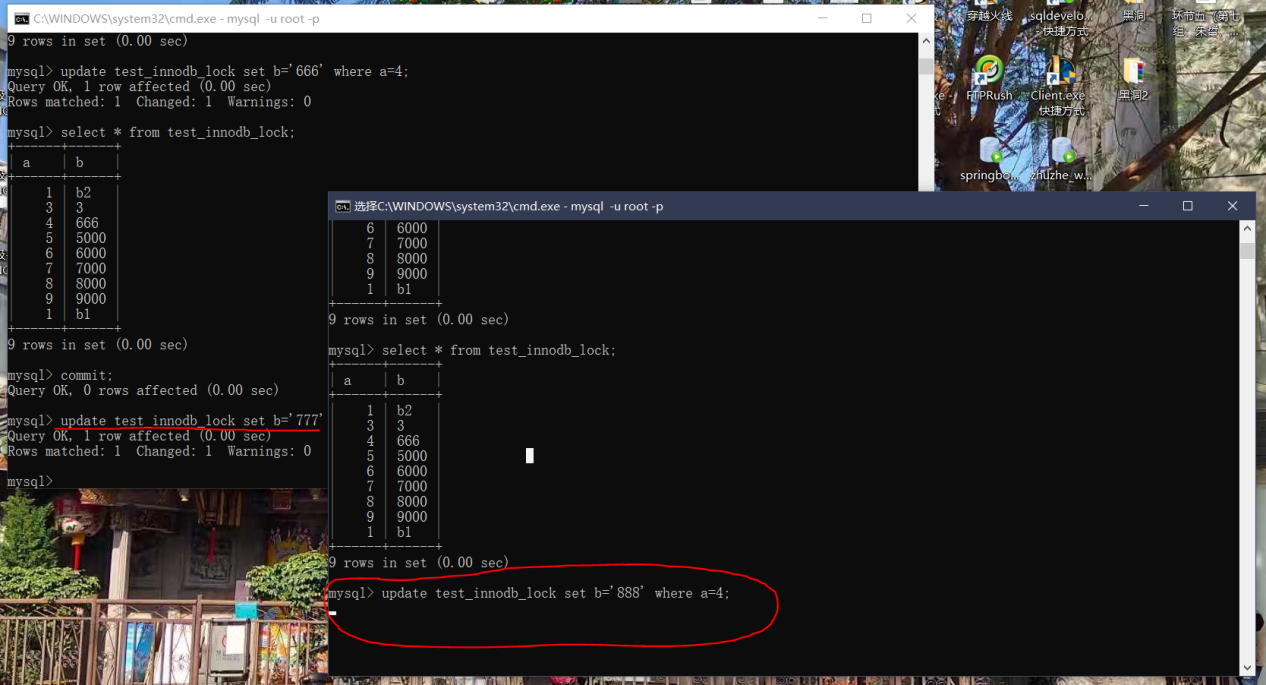 C:\WINDOWS\system32\cmd.exe - mysql  -u root -p
9 rows in set (0.00 sec)
mysql> update test_innodb_lock set b='666' where a=4;
Query OK, 1 row affected (0.00 sec)
Rows matched: 1  Changed: 1  Warnings: 0
mysql> select * from test_innodb_lock;
+------+------+
| a    | b    |
+------+------+
|    1 | b2   |
|    3 | 3    |
|    4 | 666  |
|    5 | 5000 |
|    6 | 6000 |
|    7 | 7000 |
|    8 | 8000 |
|    9 | 9000 |
|    1 | b1   |
+------+------+
9 rows in set (0.00 sec)
mysql> commit;
Query OK, 0 rows affected (0.00 sec)
mysql> update test_innodb_lock set b='777'
Query OK, 1 row affected (0.00 sec)
Rows matched: 1  Changed: 1  Warnings: 0
mysql>
选择C:\WINDOWS\system32\cmd.exe - mysql  -u root -p
|    6 | 6000 |
|    7 | 7000 |
|    8 | 8000 |
|    9 | 9000 |
|    1 | b1   |
+------+------+
9 rows in set (0.00 sec)
mysql> select * from test_innodb_lock;
+------+------+
| a    | b    |
+------+------+
|    1 | b2   |
|    3 | 3    |
|    4 | 666  |
|    5 | 5000 |
|    6 | 6000 |
|    7 | 7000 |
|    8 | 8000 |
|    9 | 9000 |
|    1 | b1   |
+------+------+
9 rows in set (0.00 sec)
mysql> update test_innodb_lock set b='888' where a=4;
穿越火线
sqldevelo...
- 快捷方式
黑洞
环节五（第七
FTPRush
Client.exe
快捷方式
黑洞2
springbo...
zhuzhe_w...